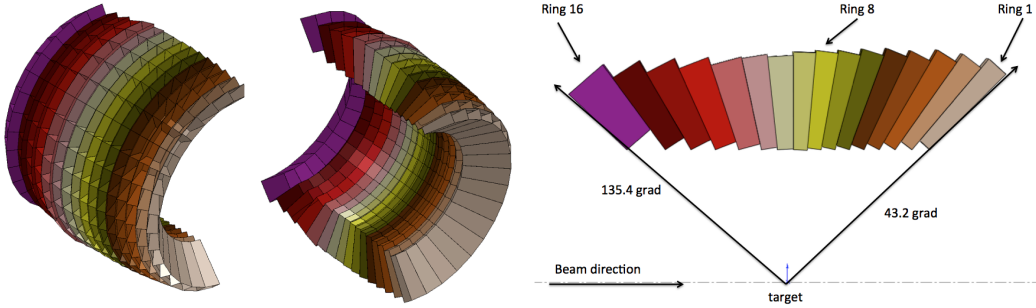 Ring 16
Ring 8
Ring 1
135.4 grad
43.2 grad
Beam direction
target